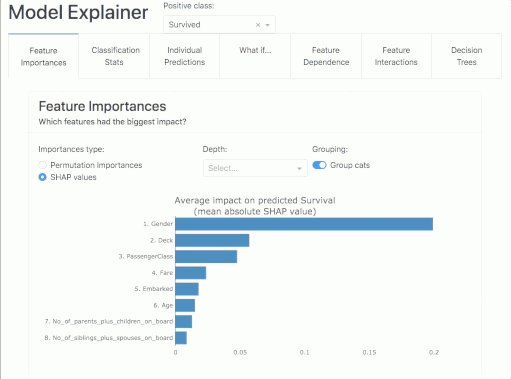 Model Explainer
Positive class:
Survived
Feature Importances
Classification Stats
Individual Predictions
What if...
Feature Dependence
Feature Interactions
Decision Trees
Feature Importances
Which features had the biggest impact?
Importances type:
Permutation Importances
SHAP values
Depth:
Select...
Grouping:
Group cats
Average impact on predicted Survival
(mean absolute SHAP value)
1. Gender
2. Deck
3. PassengerClass
4. Fare
5. Embarked
6. Age
7. No_of_parents_plus_children_on_board
8. No_of_siblings_plus_spouses_on_board
0 0.05 0.1 0.15 0.2